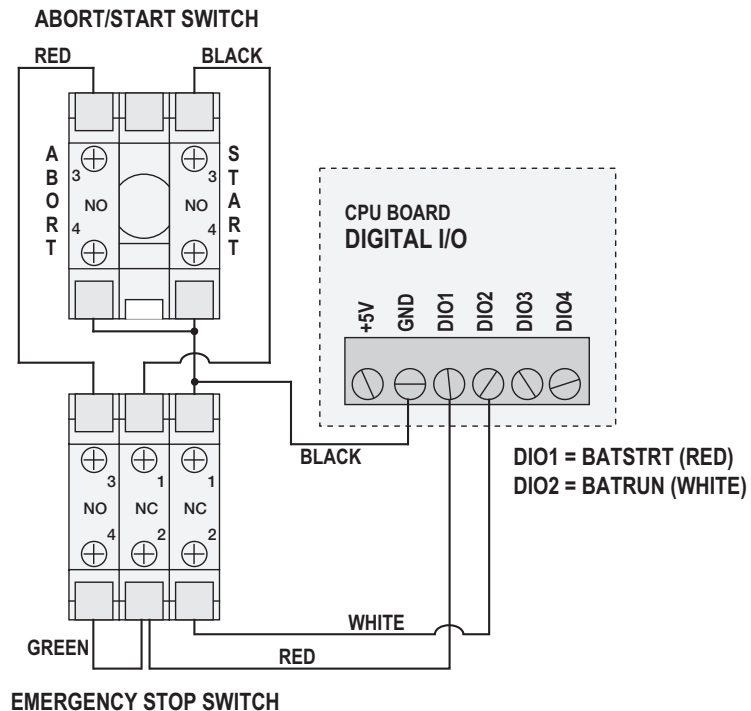 ABORT/START SWITCH
RED
BLACK
ABORT
3
NO
4
3
NO
4
START
CPU BOARD
DIGITAL I/O
+5V
GND
DIO1
DIO2
DIO3
DIO4
BLACK
DIO1 = BATSTRT (RED)
DIO2 = BATRUN (WHITE)
3
NO
4
1
NC
2
1
NC
2
WHITE
GREEN
RED
EMERGENCY STOP SWITCH